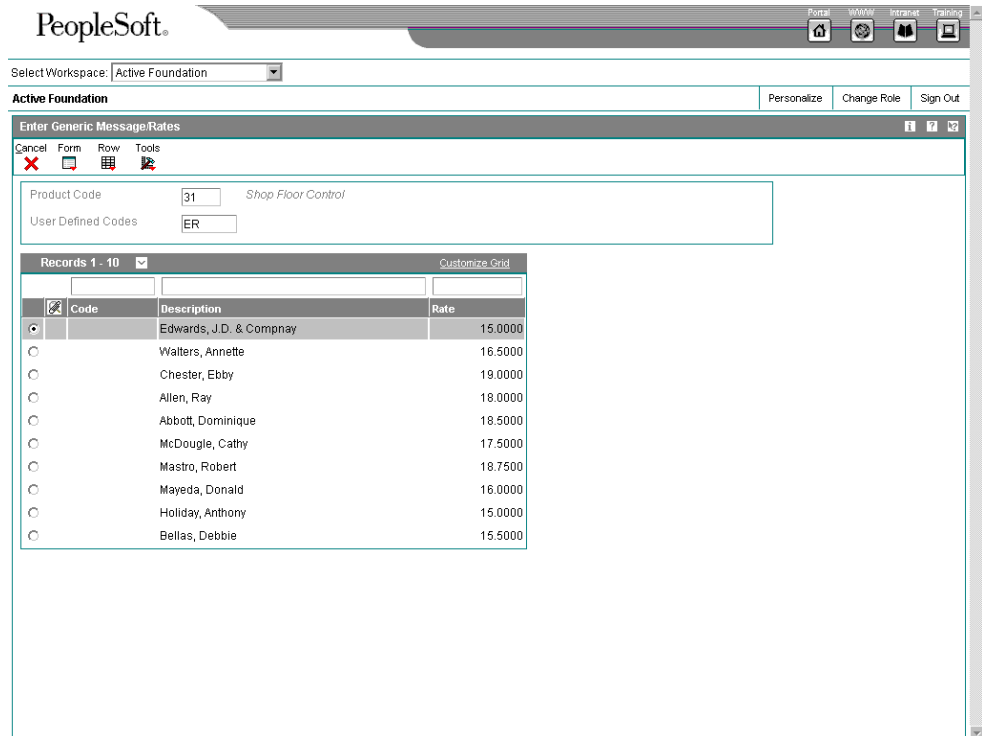 PeopleSoft.
Portal WWW Intranet Training
Select Workspace: Active Foundation
Active Foundation Personalize Change Role Sign Out
Enter Generic Message/Rates
Cancel Form Row Tools
Product Code 31 Shop Floor Control
User Defined Codes ER
Records 1 - 10 Customize Grid
Code Description Rate
Edwards, J.D. & Compnay 15.0000
Walters, Annette 16.5000
Chester, Ebby 19.0000
Allen, Ray 18.0000
Abbott, Dominique 18.5000
McDougle, Cathy 17.5000
Mastro, Robert 18.7500
Mayeda, Donald 16.0000
Holiday, Anthony 15.0000
Bellas, Debbie 15.5000